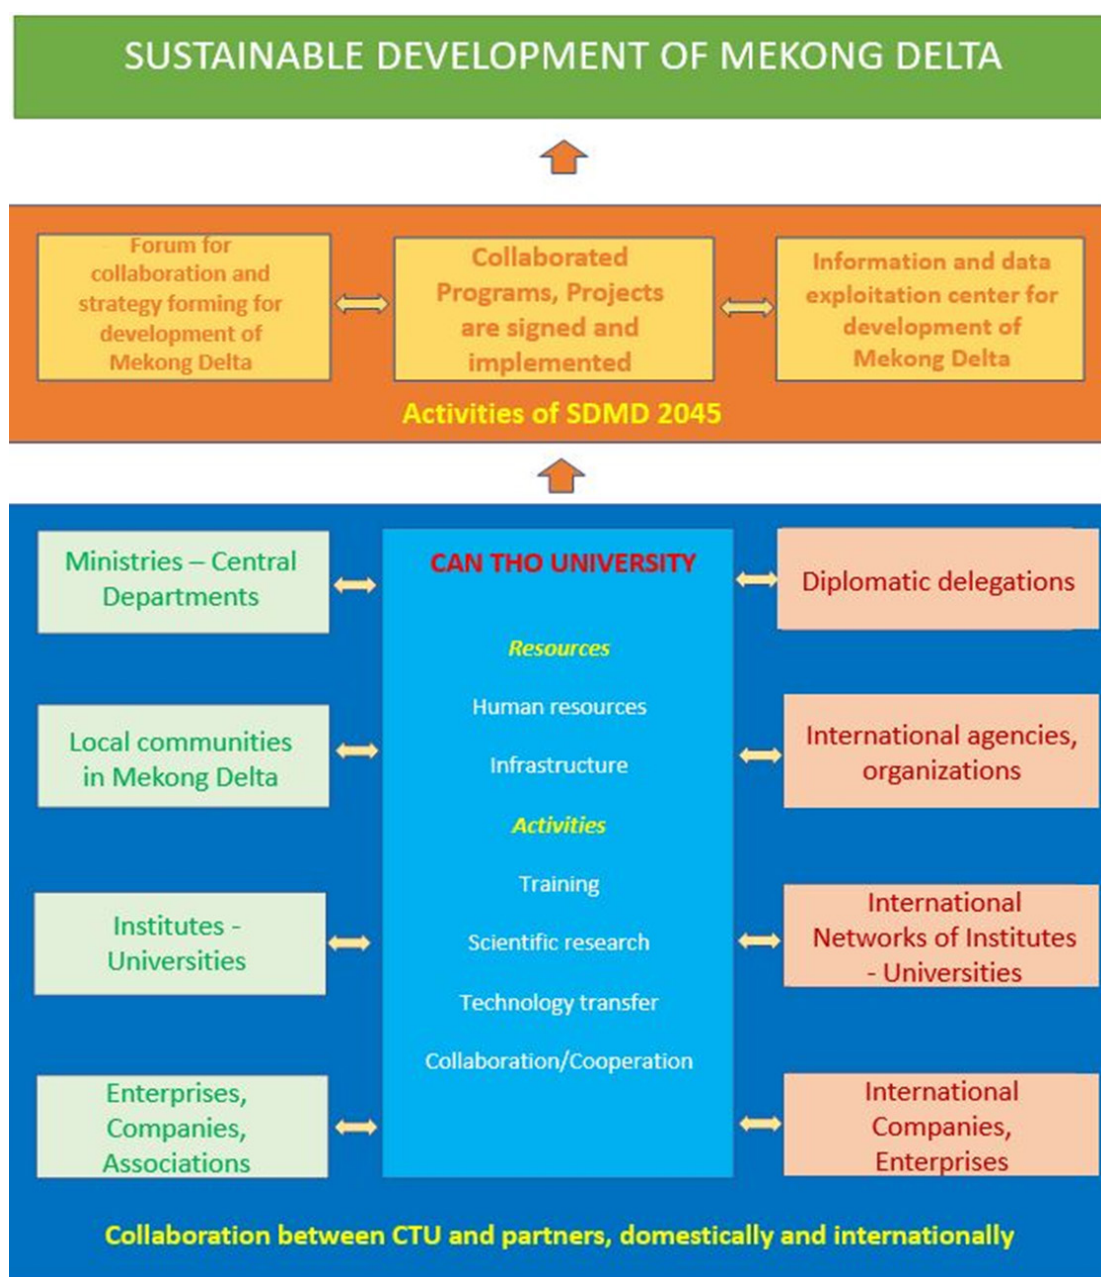 SUSTAINABLE DEVELOPMENT OF MEKONG DELTA
Forum for
collaboration and
strategy forming for
development of
Mekong Delta
Collaborated
Programs, Projects
are signed and
implemented
Information and data
exploitation center for
development of
Mekong Delta
Activities of SDMD 2045
Ministries – Central
Departments
Local communities
in Mekong Delta
Institutes -
Universities
Enterprises,
Companies,
Associations
CAN THO UNIVERSITY
Resources
Human resources
Infrastructure
Activities
Training
Scientific research
Technology transfer
Collaboration/Cooperation
Diplomatic delegations
International agencies,
organizations
International
Networks of Institutes
- Universities
International
Companies,
Enterprises
Collaboration between CTU and partners, domestically and internationally